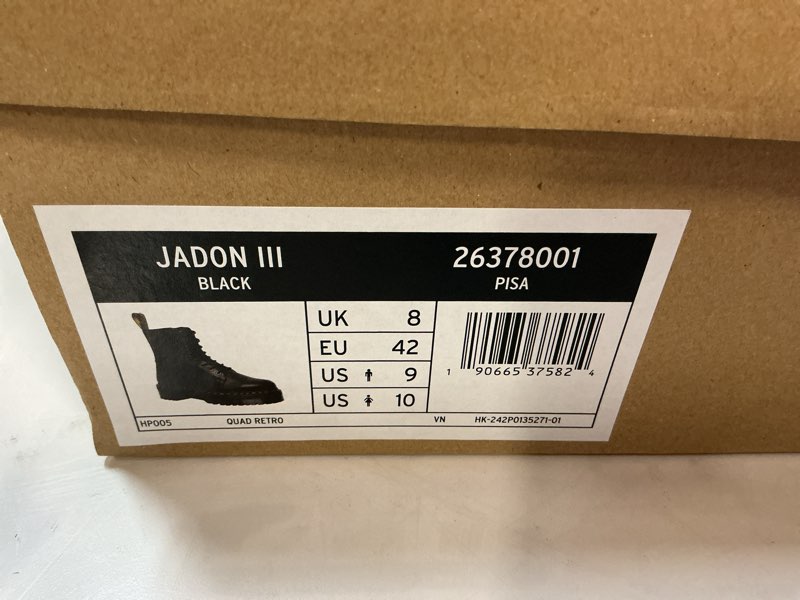 JADON III
BLACK
26378001
PISA
UK 8
EU 42
US 9
US 10
1 90665 37582 4
HP005 QUAD RETRO VN HK-242P0135271-01